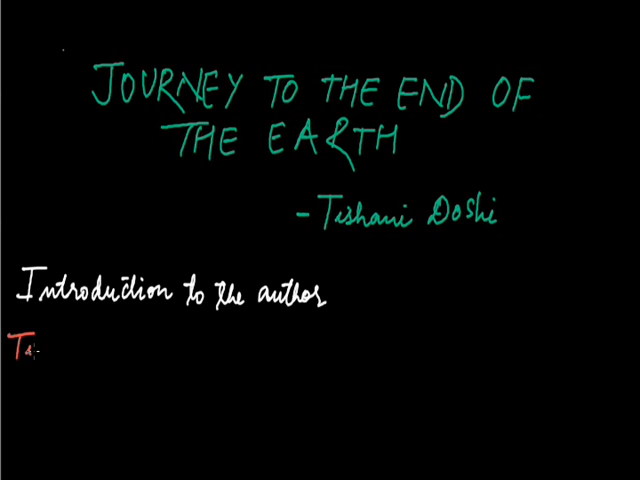 JOURNEY TO THE END OF
THE EARTH
- Tishani Doshi
Introduction to the author